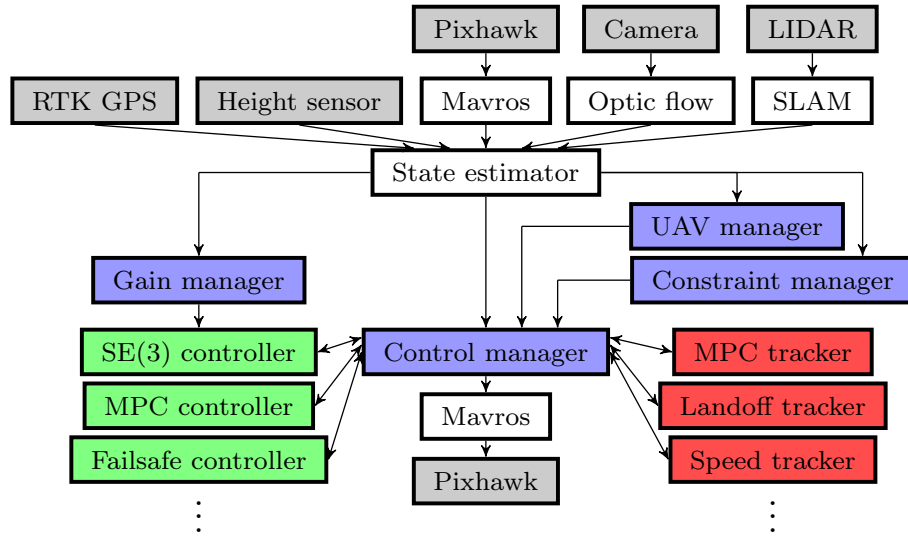 Pixhawk
Camera
LIDAR
RTK GPS
Height sensor
Mavros
Optic flow
SLAM
State estimator
UAV manager
Gain manager
Constraint manager
SE(3) controller
Control manager
MPC tracker
MPC controller
Mavros
Landoff tracker
Failsafe controller
Pixhawk
Speed tracker